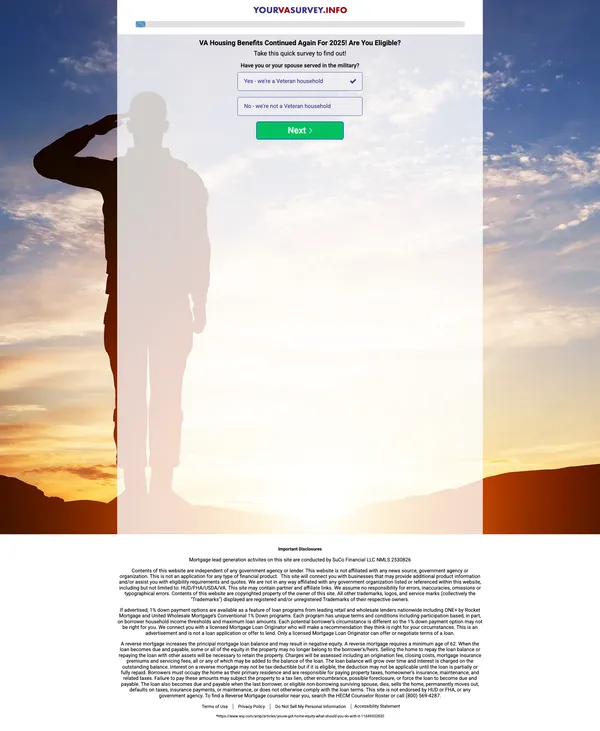 YOURVASURVEY.INFO
VA Housing Benefits Continued Again For 2025! Are You Eligible?
Take this quick survey to find out!
Have you or your spouse served in the military?
Yes - we're a Veteran household
No - we're not a Veteran household
Next
Important Disclosures
Mortgage lead generation activites on this site are conducted by SuCo Financial LLC NMLS 2530826
Contents of this website are independent of any government agency or lender. This website is not affiliated with any news source, government agency or
organization. This is not an application for any type of financial product. This site will connect you with businesses that may provide additional product information
and/or assist you with eligibility requirements and quotes. We are not in any way affiliated with any government organization listed or referenced within this website,
including but not limited to: HUD/FHA/USDA/VA. This site may contain partner and affiliate links. We assume no responsibility for errors, inaccuracies, omissions or
typographical errors. Contents of this website are copyrighted property of the owner of this site. All other trademarks, logos, and service marks (collectively the
"Trademarks") displayed are registered and/or unregistered Trademarks of their respective owners.
If advertised, 1% down payment options are available as a feature of loan programs from leading retail and wholesale lenders nationwide including ONE+ by Rocket
Mortgage and United Wholesale Mortgage's Conventional 1% Down programs. Each program has unique terms and conditions including participation based, in part,
on borrower household income thresholds and maximum loan amounts. Each potential borrower's circumstance is different so the 1% down payment option may not
be right for you. We connect you with a licensed Mortgage Loan Originator who will make a recommendation they think is right for your circumstances. This is an
advertisement and is not a loan application or offer to lend. Only a licensed Mortgage Loan Originator can offer or negotiate terms of a loan.
A reverse mortgage increases the principal mortgage loan balance and may result in negative equity. A reverse mortgage requires a minimum age of 62. When the
loan becomes due and payable, some or all of the equity in the property may no longer belong to the borrower's/heirs. Selling the home to repay the loan balance or
repaying the loan with other assets will be necessary to retain the property. Charges will be assessed including an origination fee, closing costs, mortgage insurance
premiums and servicing fees, all or any of which may be added to the balance of the loan. The loan balance will grow over time and interest is charged on the
outstanding balance. Interest on a reverse mortgage may not be tax-deductible but if it is eligible, the deduction may not be applicable until the loan is partially or
fully repaid. Borrowers must occupy the home as their primary residence and are responsible for paying property taxes, homeowner's insurance, maintenance, and
related taxes. Failure to pay these amounts may subject the property to a tax lien, other encumbrance, possible foreclosure, or force the loan to become due and
payable. The loan also becomes due and payable when the last borrower, or eligible non-borrowing surviving spouse, dies, sells the home, permanently moves out,
defaults on taxes, insurance payments, or maintenance, or does not otherwise comply with the loan terms. This site is not endorsed by HUD or FHA, or any
government agency. To find a Reverse Mortgage counselor near you, search the HECM Counselor Roster or call (800) 569-4287.
Terms of Use | Privacy Policy | Do Not Sell My Personal Information | Accessibility Statement
*https://www.wsj.com/amp/articles/youve-got-home-equity-what-should-you-do-with-it-11649302020